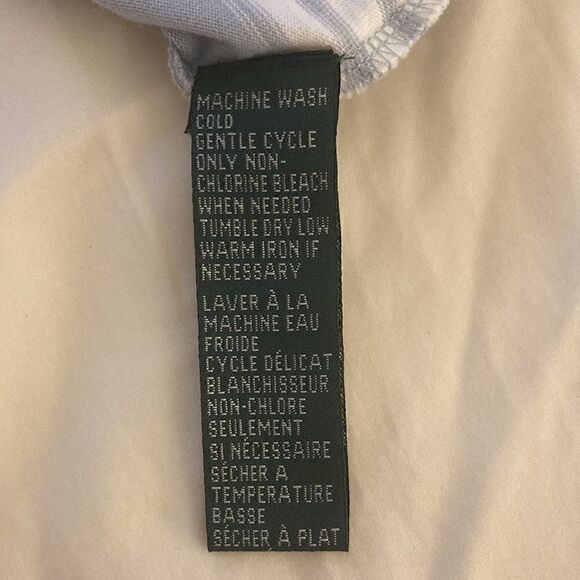 MACHINE WASH
COLD
GENTLE CYCLE
ONLY NON-
CHLORINE BLEACH
WHEN NEEDED
TUMBLE DRY LOW
WARM IRON IF
NECESSARY
LAVER À LA
MACHINE EAU
FROIDE
CYCLE DÉLICAT
BLANCHISSEUR
NON-CHLORE
SEULEMENT
SI NÉCESSAIRE
SÉCHER A
TEMPERATURE
BASSE
SÉCHER À PLAT